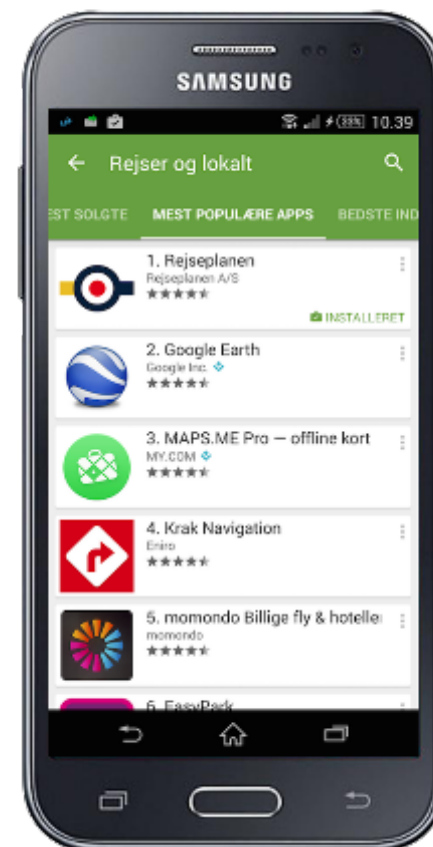 SAMSUNG
38% 10.39
Rejser og lokalt
EST SOLGTE MEST POPULÆRE APPS BEDSTE IND
1. Rejseplanen
Rejseplanen A/S
INSTALLERET
2. Google Earth
Google Inc.
3. MAPS.ME Pro — offline kort
MY.COM
4. Krak Navigation
Eniro
5. momondo Billige fly & hoteller
momondo
6. EasyPark